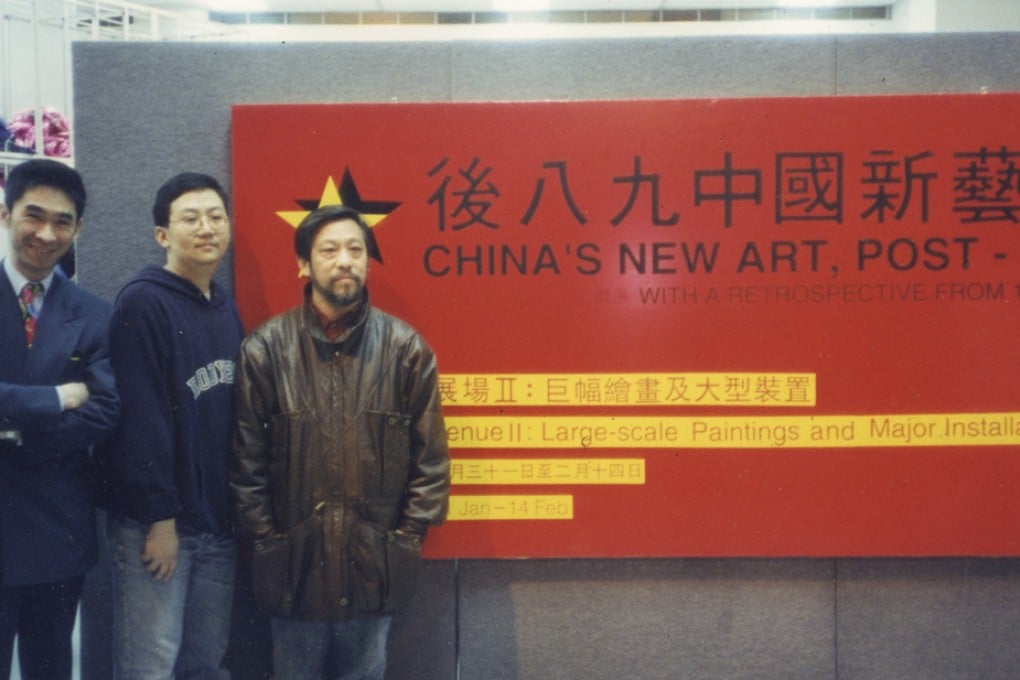 後八九中國新藝
CHINA'S NEW ART, POST -
WITH A RETROSPECTIVE FROM 1
展場II：巨幅繪畫及大型裝置
enue II : Large-scale Paintings and Major Installa
月三十一日至二月十四日
Jan – 14 Feb